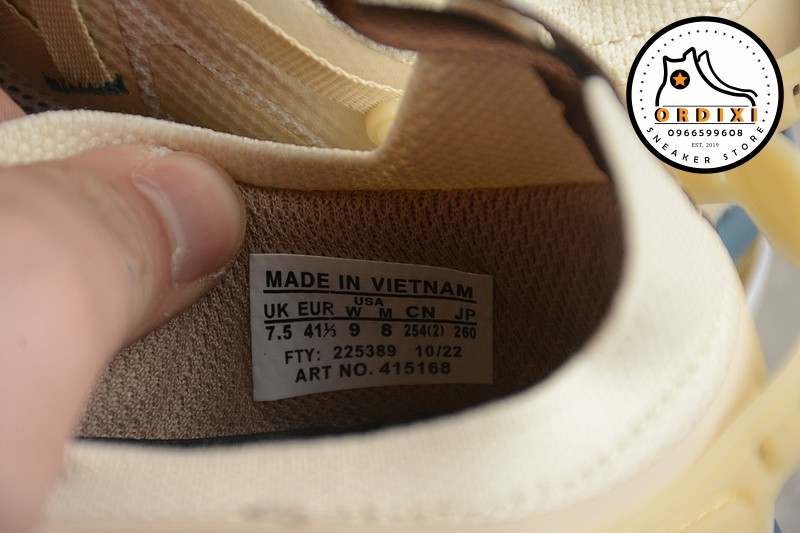 ORDIXI
0966599608
EST. 2019
SNEAKER STORE
MADE IN VIETNAM
USA
UK EUR W M CN JP
7.5 41⅓ 9 8 254(2) 260
FTY: 225389 10/22
ART NO. 415168